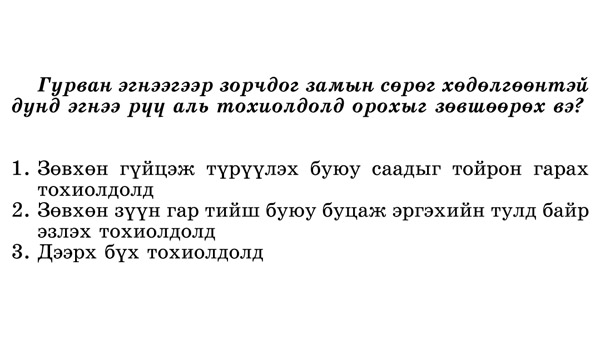 Гурван эгнээгээр зорчдог замын сөрөг хөдөлгөөнтэй
дунд эгнээ рүү аль тохиолдолд орохыг зөвшөөрөх вэ?
1. Зөвхөн гүйцэж түрүүлэх буюу саадыг тойрон гарах
тохиолдолд
2. Зөвхөн зүүн гар тийш буюу буцаж эргэхийн тулд байр
эзлэх тохиолдолд
3. Дээрх бүх тохиолдолд